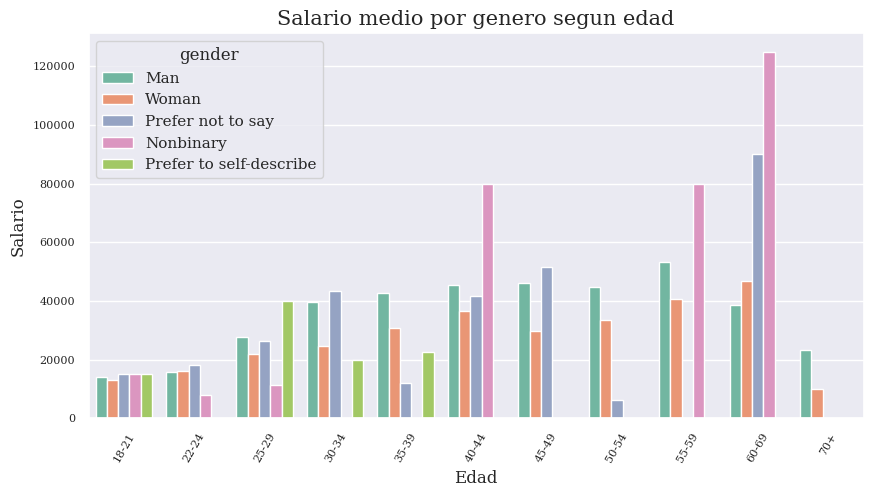 Salario medio por genero segun edad
gender
Man
Woman
Prefer not to say
Nonbinary
Prefer to self-describe
Salario
120000
100000
80000
60000
40000
20000
0
18-21
22-24
25-29
30-34
35-39
40-44
45-49
50-54
55-59
60-69
70+
Edad